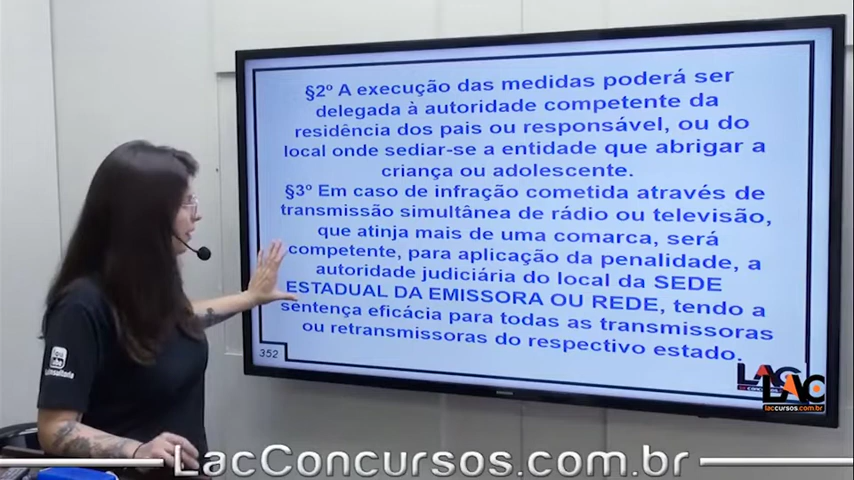 §2º A execução das medidas poderá ser
delegada à autoridade competente da
residência dos pais ou responsável, ou do
local onde sediar-se a entidade que abrigar a
criança ou adolescente.
§3º Em caso de infração cometida através de
transmissão simultânea de rádio ou televisão,
que atinja mais de uma comarca, será
competente, para aplicação da penalidade, a
autoridade judiciária do local da SEDE
ESTADUAL DA EMISSORA OU REDE, tendo a
sentença eficácia para todas as transmissoras
ou retransmissoras do respectivo estado.
352
LAC
lacconcursos.com.br
LacConcursos.com.br